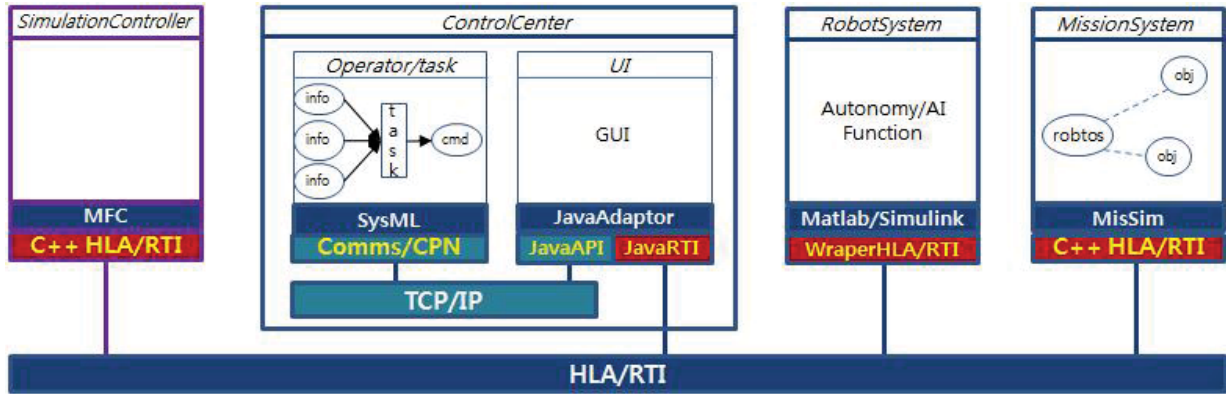 SimulationController
MFC
C++ HLA/RTI
ControlCenter
Operator/task
info
info
info
task
cmd
SysML
Comms/CPN
UI
GUI
JavaAdaptor
JavaAPI
JavaRTI
TCP/IP
RobotSystem
Autonomy/AI
Function
Matlab/Simulink
WraperHLA/RTI
MissionSystem
obj
robtos
obj
MisSim
C++ HLA/RTI
HLA/RTI